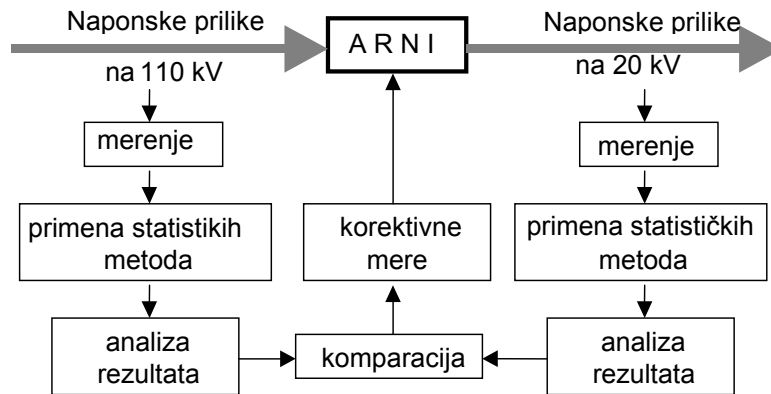 Naponske prilike
na 110 kV
A R N I
Naponske prilike
na 20 kV
merenje
merenje
primena statistikih
metoda
korektivne
mere
primena statističkih
metoda
analiza
rezultata
komparacija
analiza
rezultata